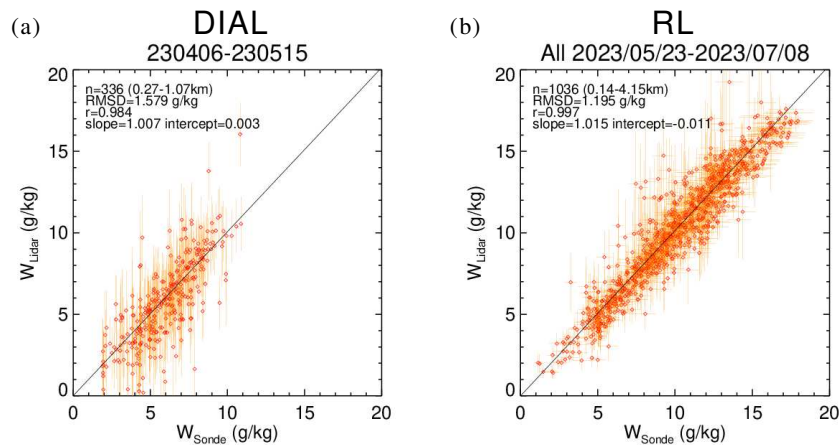 (a) DIAL
230406-230515
20
n=336 (0.27-1.07km)
RMSD=1.579 g/kg
r=0.984
slope=1.007 intercept=0.003
15
10
5
0
W_Lidar (g/kg)
0 5 10 15 20
W_Sonde (g/kg)
(b) RL
All 2023/05/23-2023/07/08
20
n=1036 (0.14-4.15km)
RMSD=1.195 g/kg
r=0.997
slope=1.015 intercept=-0.011
15
10
5
0
W_Lidar (g/kg)
0 5 10 15 20
W_Sonde (g/kg)